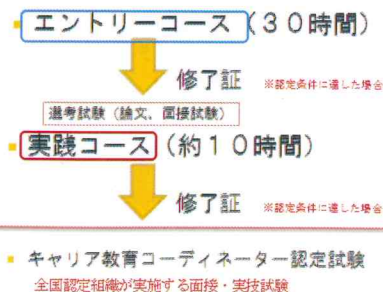 エントリーコース(30時間)
修了証 ※認定条件に達した場合
選考試験(論文、面接試験)
実践コース(約10時間)
修了証 ※認定条件に達した場合
キャリア教育コーディネーター認定試験
全国認定組織が実施する面接・実技試験